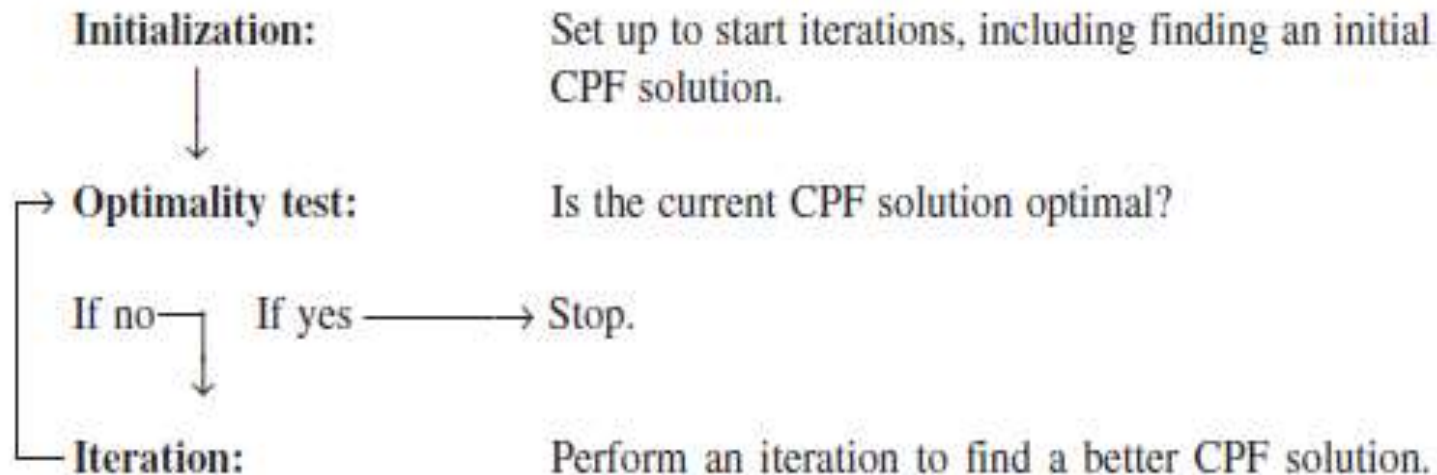 Initialization: Set up to start iterations, including finding an initial
CPF solution.
Optimality test: Is the current CPF solution optimal?
If no If yes Stop.
Iteration: Perform an iteration to find a better CPF solution.